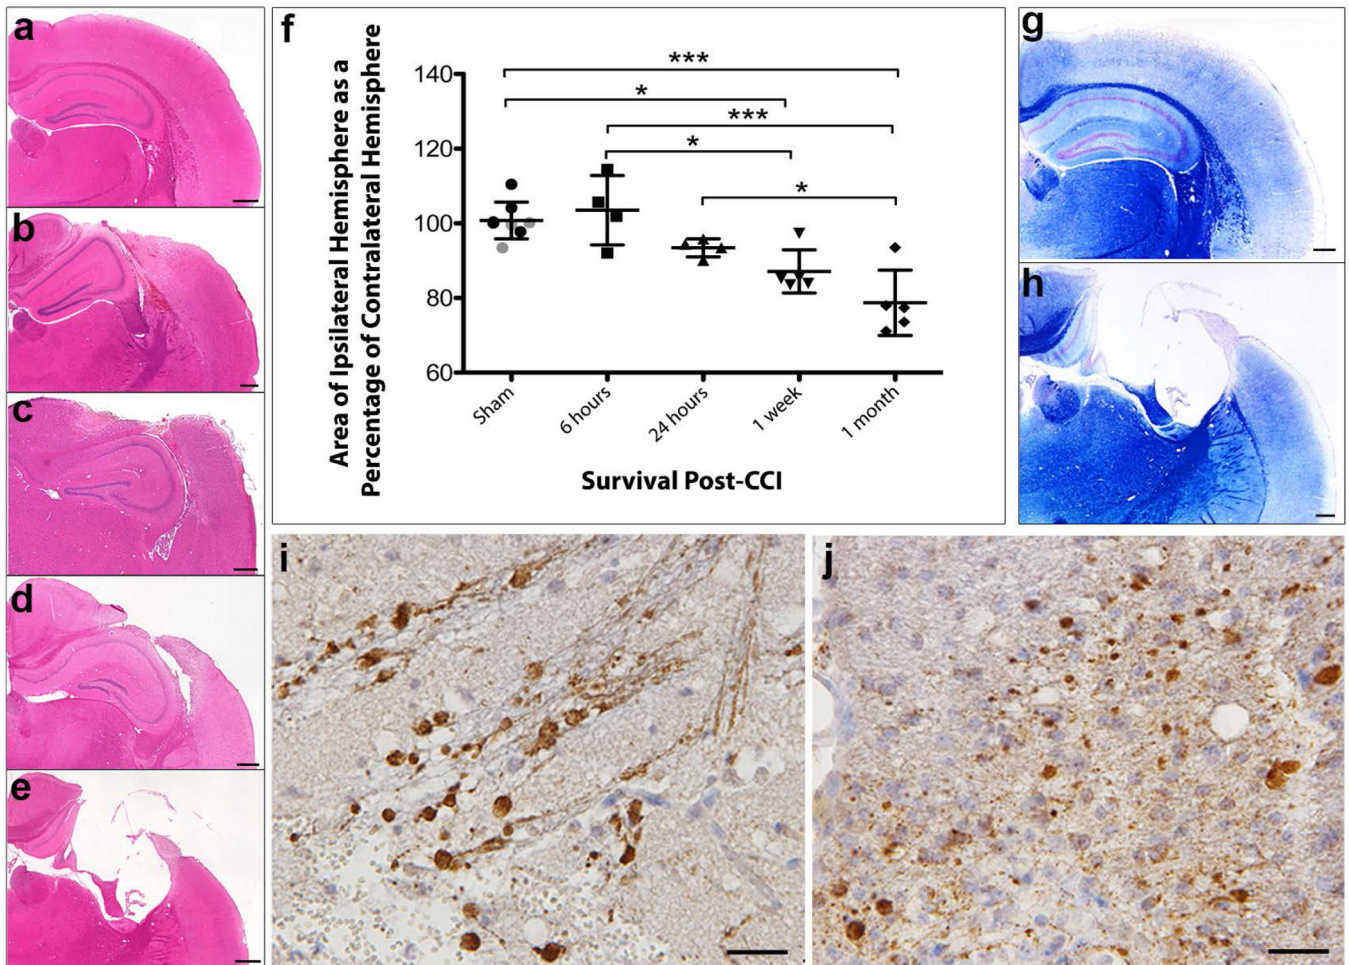 a
b
c
d
e
f
Area of Ipsilateral Hemisphere as a
Percentage of Contralateral Hemisphere
140
120
100
80
60
***
*
***
*
*
Sham
6 hours
24 hours
1 week
1 month
Survival Post-CCI
g
h
i
j